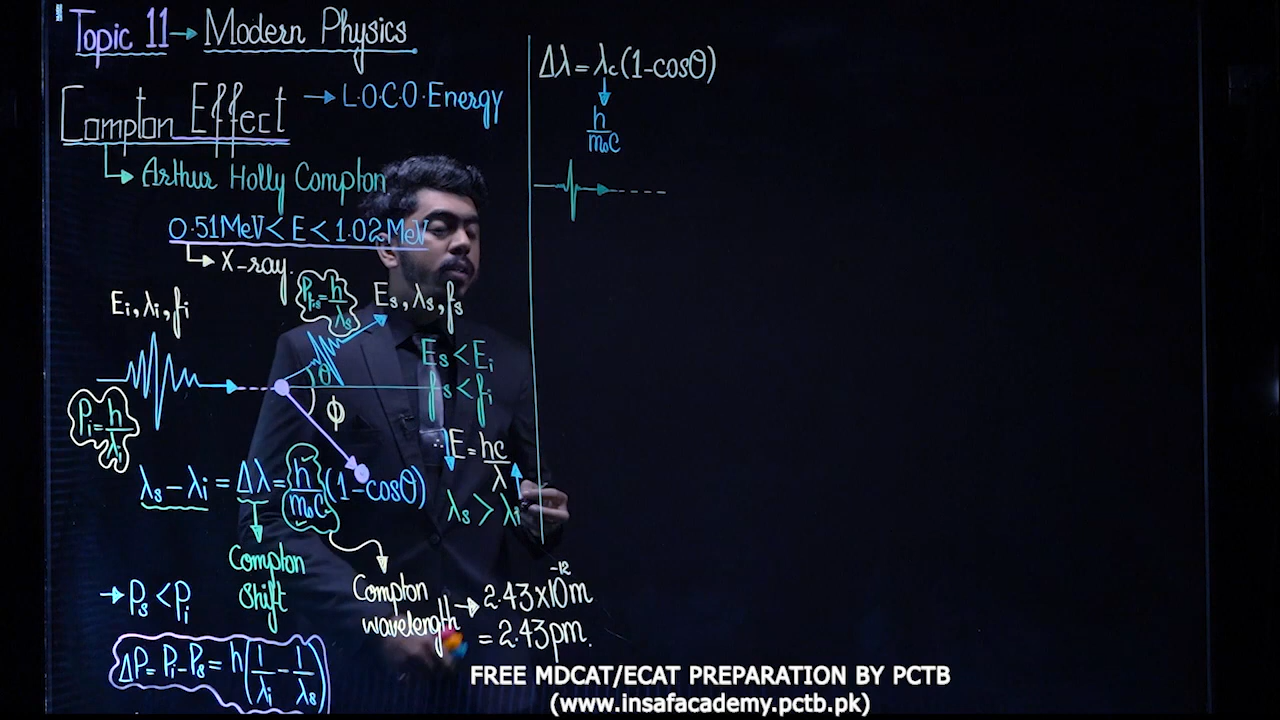 Topic 11 → Modern Physics
Compton Effect → L.O.C.O Energy
Arthur Holly Compton
0.51MeV < E < 1.02MeV
X-ray.
Ei, λi, fi
Pi = h/λi
Ps = h/λs
Es, λs, fs
θ
ϕ
Es < Ei
fs < fi
∴ E = hc/λ
λs > λi
λs - λi = Δλ = h/m₀c (1-cosθ)
Compton Shift
Compton wavelength → 2.43x10⁻¹²m
= 2.43pm.
→ Ps < Pi
ΔP = Pi - Ps = h(1/λi - 1/λs)
Δλ = λc (1-cosθ)
h/m₀c
FREE MDCAT/ECAT PREPARATION BY PCTB
(www.insafacademy.pctb.pk)